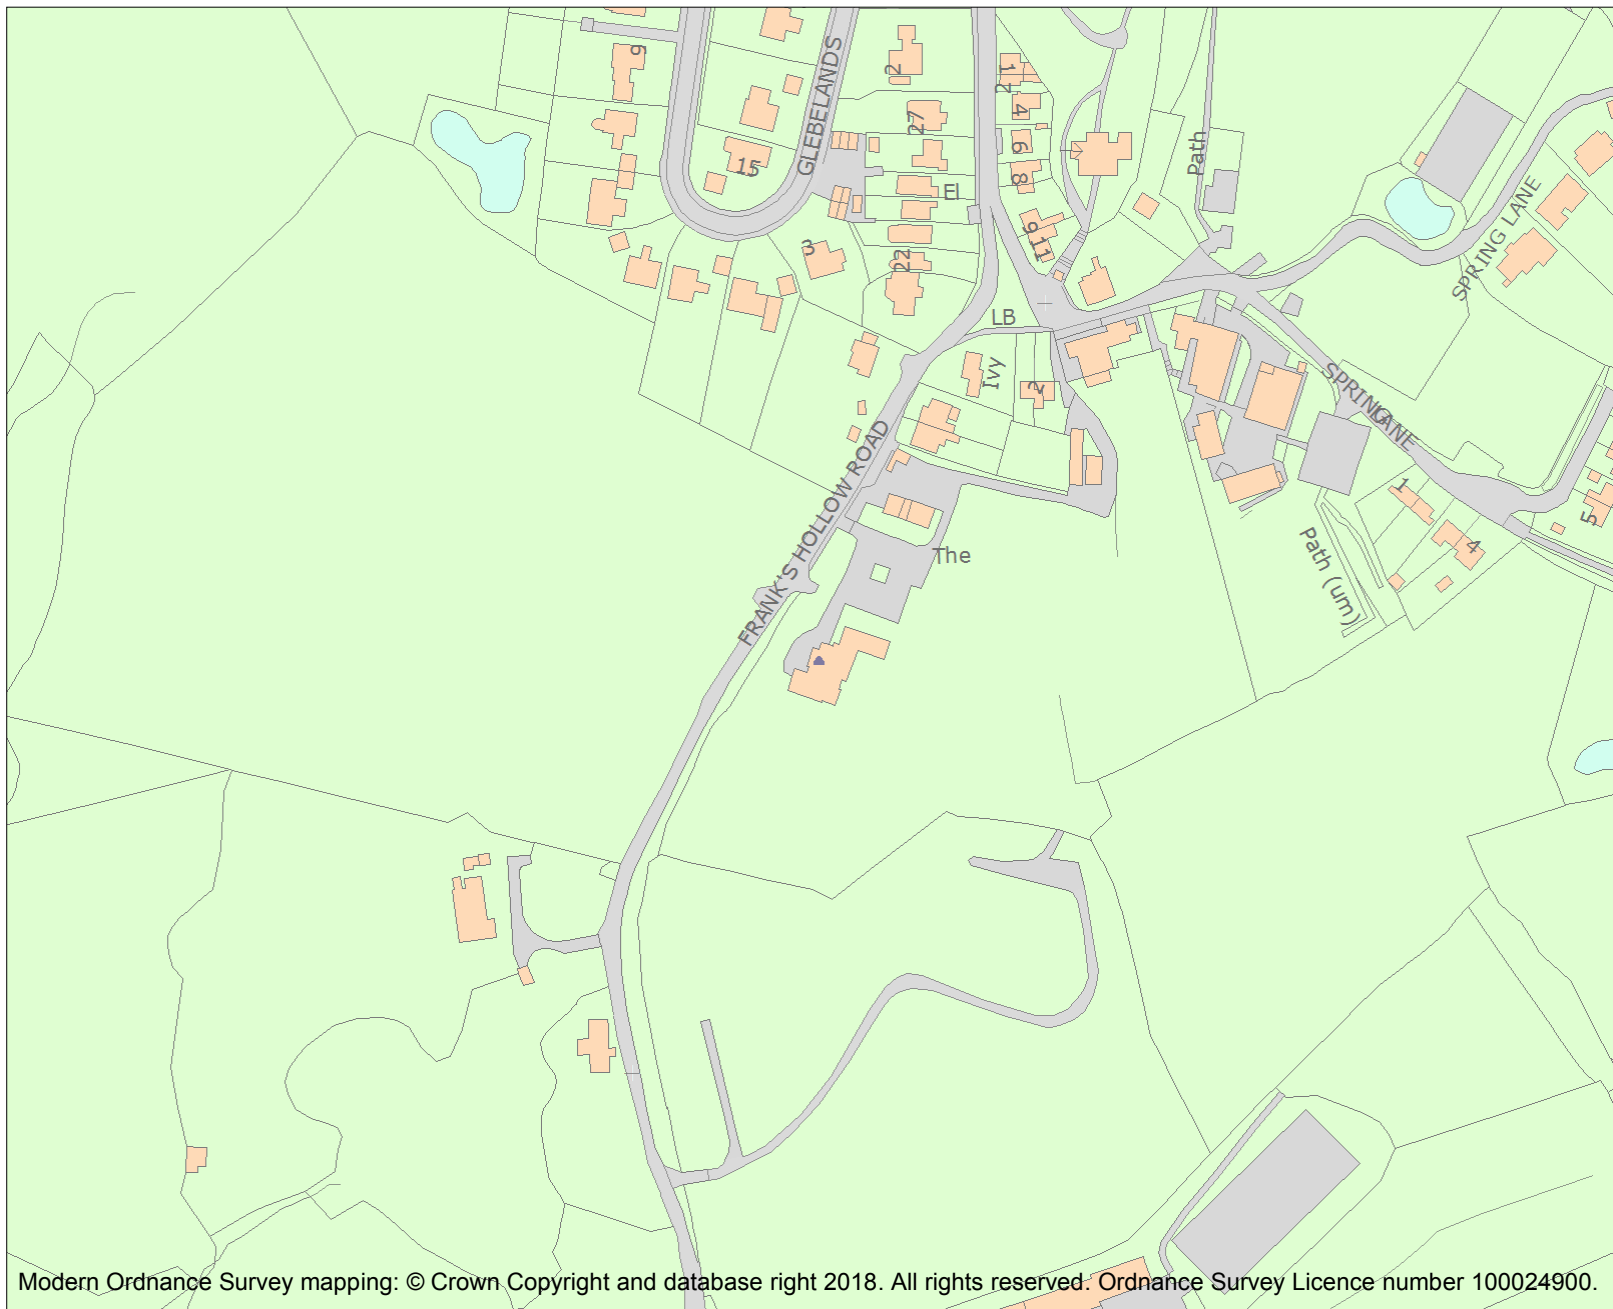 9
GLEBELANDS
2
12
27
4
6
Path
15
8
El
SPRING LANE
3
9 11
22
LB
Ivy
2
SPRING LANE
FRANK'S HOLLOW ROAD
1
5
The
4
Path (um)
Modern Ordnance Survey mapping: © Crown Copyright and database right 2018. All rights reserved. Ordnance Survey Licence number 100024900.